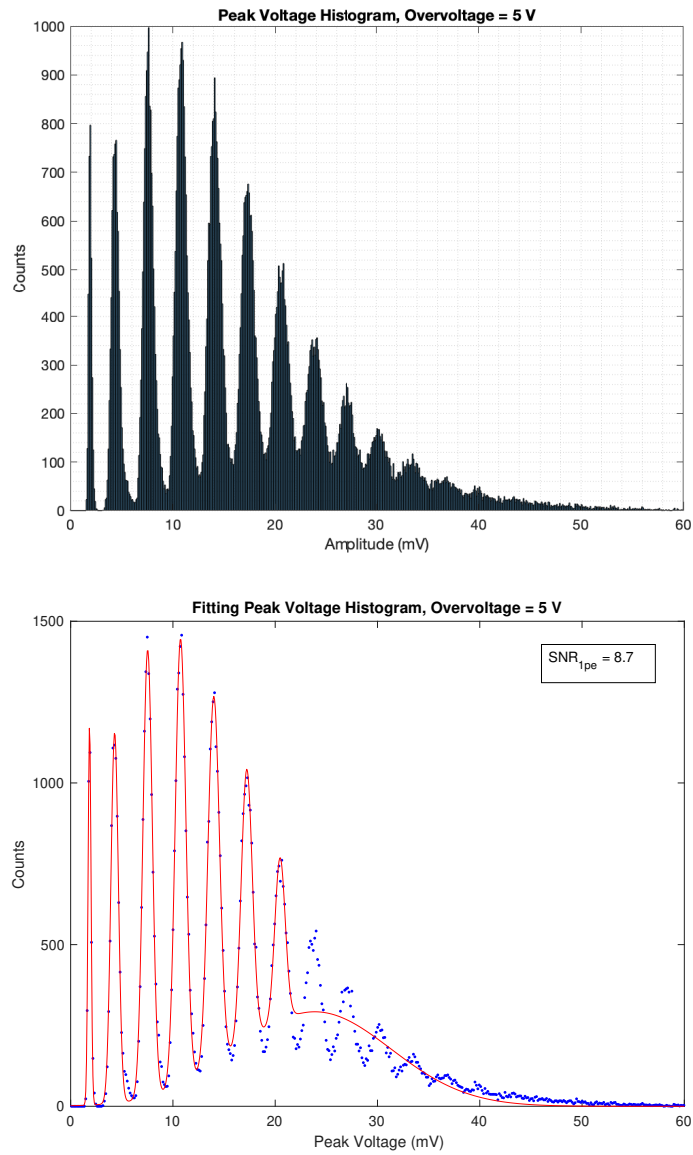 Peak Voltage Histogram, Overvoltage = 5 V
1000
900
800
700
600
500
400
300
200
100
0
Counts
0 10 20 30 40 50 60
Amplitude (mV)
Fitting Peak Voltage Histogram, Overvoltage = 5 V
SNR1pe = 8.7
1500
1000
500
0
Counts
0 10 20 30 40 50 60
Peak Voltage (mV)